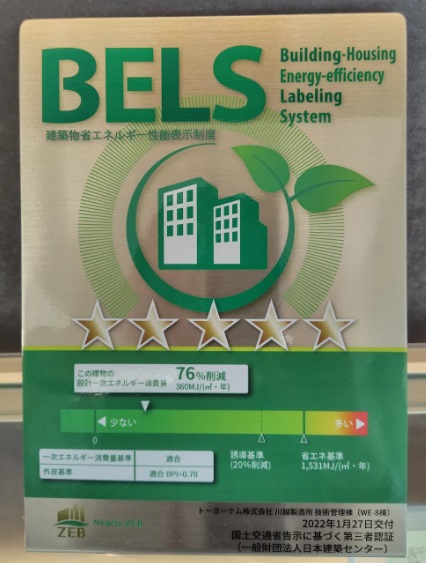 BELS
Building-Housing
Energy-efficiency
Labeling
System
建築物省エネルギー性能表示制度
この建物の
設計一次エネルギー消費量
76%削減
360MJ/(㎡・年)
少ない
多い
0
誘導基準
(20%削減)
省エネ基準
1,531MJ/(㎡・年)
一次エネルギー消費量基準 適合
外皮基準 適合 BPI=0.70
ZEB
Nearly ZEB
トーヨーケム株式会社 川越製造所 技術管理棟（WE-8棟）
2022年1月27日交付
国土交通省告示に基づく第三者認証
（一般財団法人日本建築センター）